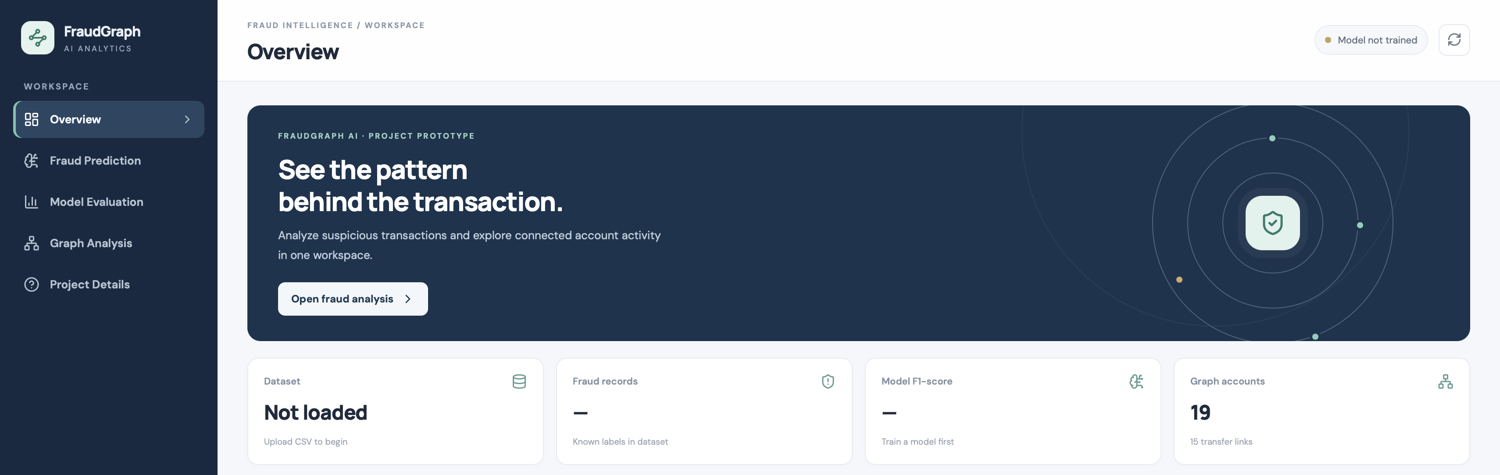 FraudGraph
AI ANALYTICS
WORKSPACE
Overview
Fraud Prediction
Model Evaluation
Graph Analysis
Project Details
FRAUD INTELLIGENCE / WORKSPACE
Overview
Model not trained
FRAUDGRAPH AI · PROJECT PROTOTYPE
See the pattern
behind the transaction.
Analyze suspicious transactions and explore connected account activity
in one workspace.
Open fraud analysis
Dataset
Not loaded
Upload CSV to begin
Fraud records
—
Known labels in dataset
Model F1-score
—
Train a model first
Graph accounts
19
15 transfer links